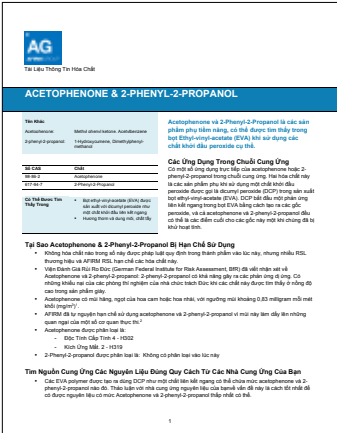 AG
Tài Liệu Thông Tin Hóa Chất
ACETOPHENONE & 2-PHENYL-2-PROPANOL
Tên Khác
Acetophenone: Methyl phenyl ketone, Acetylbenzene
2-phenyl-2-propanol: 1-Hydroxycumene, Dimethylphenyl-
methanol
Số CAS Chất
98-86-2 Acetophenone
617-94-7 2-Phenyl-2-Propanol
Có Thể Được Tìm
Thấy Trong
• Bọt ethyl-vinyl-acetate (EVA) được
sản xuất với dicumyl peroxide như
một chất khởi đầu liên kết ngang
• Hương thơm và dung môi, chất tẩy
Acetophenone và 2-Phenyl-2-Propanol là các sản
phẩm phụ tiềm năng, có thể được tìm thấy trong
bọt Ethyl-vinyl-acetate (EVA) khi sử dụng các
chất khởi đầu peroxide cụ thể.
Các Ứng Dụng Trong Chuỗi Cung Ứng
Có một số ứng dụng trực tiếp của acetophenone hoặc 2-
phenyl-2-propanol trong chuỗi cung ứng. Hai hóa chất này
là các sản phẩm phụ khi sử dụng một chất khởi đầu
peroxide được gọi là dicumyl peroxide (DCP) trong sản xuất
bọt ethyl-vinyl-acetate (EVA). DCP bắt đầu một phản ứng
liên kết ngang trong bọt EVA bằng cách tạo ra các gốc
peroxide, và cả acetophenone và 2-phenyl-2-propanol đều
có thể là các điểm cuối cho các gốc này một khi chúng đã bị
khử hoạt tính.
Tại Sao Acetophenone & 2-Phenyl-2-Propanol Bị Hạn Chế Sử Dụng
• Không hóa chất nào trong số này được pháp luật quy định trong thành phẩm vào lúc này, nhưng nhiều RSL
thương hiệu và AFIRM RSL hạn chế các hóa chất này.
• Viện Đánh Giá Rủi Ro Đức (German Federal Institute for Risk Assessment, BfR) đã viết nhận xét về
Acetophenone và 2-phenyl-2-propanol có khả năng gây ra các phản ứng dị ứng. Có
những khiếu nại của các phòng thí nghiệm của nhà chức trách Đức khi các chất này được tìm thấy ở nồng độ
cao trong sản phẩm giày.
• Acetophenone có mùi hăng, ngọt của hoa cam hoặc hoa nhài, với ngưỡng mùi khoảng 0,83 miligram mỗi mét
khối (mg/m³)¹.
• AFIRM đã tự nguyện hạn chế sử dụng acetophenone và 2-phenyl-2-propanol vì mùi này làm dấy lên những
quan ngại của một số cơ quan thực thi.²
• Acetophenone được phân loại là:
- Độc Tính Cấp Tính 4 - H302
- Kích Ứng Mắt. 2 - H319
• 2-Phenyl-2-propanol được phân loại là: Không có phân loại vào lúc này
Tìm Nguồn Cung Ứng Các Nguyên Liệu Đúng Quy Cách Từ Các Nhà Cung Ứng Của Bạn
• Các EVA polymer được tạo ra dùng DCP như một chất liên kết ngang có thể chứa mức acetophenone và 2-
phenyl-2-propanol nào đó. Thảo luận với nhà cung ứng nguyên liệu của bạn về vấn đề này là cách tốt nhất để
có được nguyên liệu có mức Acetophenone và 2-Phenyl-2-propanol thấp nhất có thể.
1